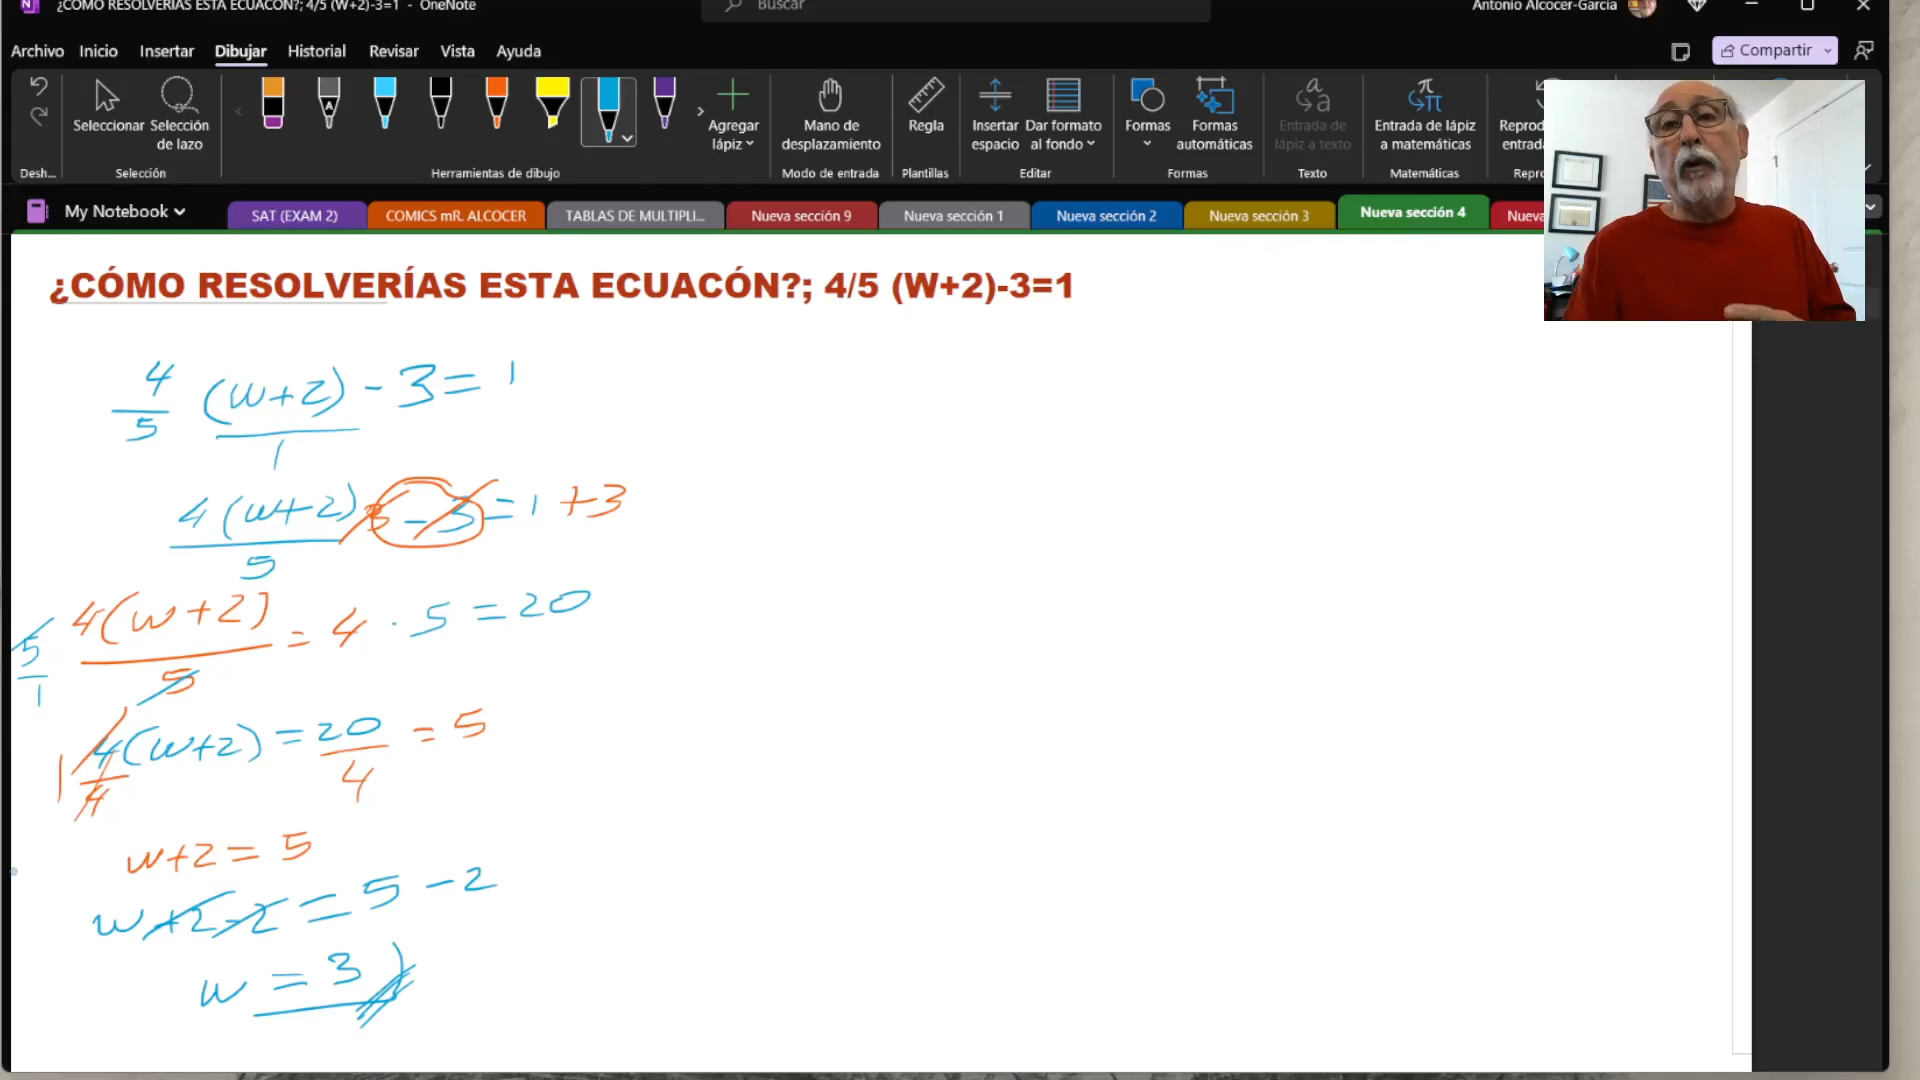 ¿CÓMO RESOLVERÍAS ESTA ECUACÓN?; 4/5 (W+2)-3=1 - OneNote
Buscar
Antonio Alcocer-García
Archivo Inicio Insertar Dibujar Historial Revisar Vista Ayuda
Compartir
Seleccionar
Selección de lazo
Agregar lápiz
Mano de desplazamiento
Regla
Insertar espacio
Dar formato al fondo
Formas
Formas automáticas
Entrada de lápiz a texto
Entrada de lápiz a matemáticas
Desh... Selección Herramientas de dibujo Modo de entrada Plantillas Editar Formas Texto Matemáticas
My Notebook
SAT (EXAM 2) COMICS mR. ALCOCER TABLAS DE MULTIPLI... Nueva sección 9 Nueva sección 1 Nueva sección 2 Nueva sección 3 Nueva sección 4
¿CÓMO RESOLVERÍAS ESTA ECUACÓN?; 4/5 (W+2)-3=1
4/5 (w+2)/1 - 3 = 1
4(w+2)/5 - 3 = 1 + 3
5/1 4(w+2)/5 = 4 · 5 = 20
1 4(w+2)/4 = 20/4 = 5
w+2 = 5
w+2-2 = 5-2
w = 3